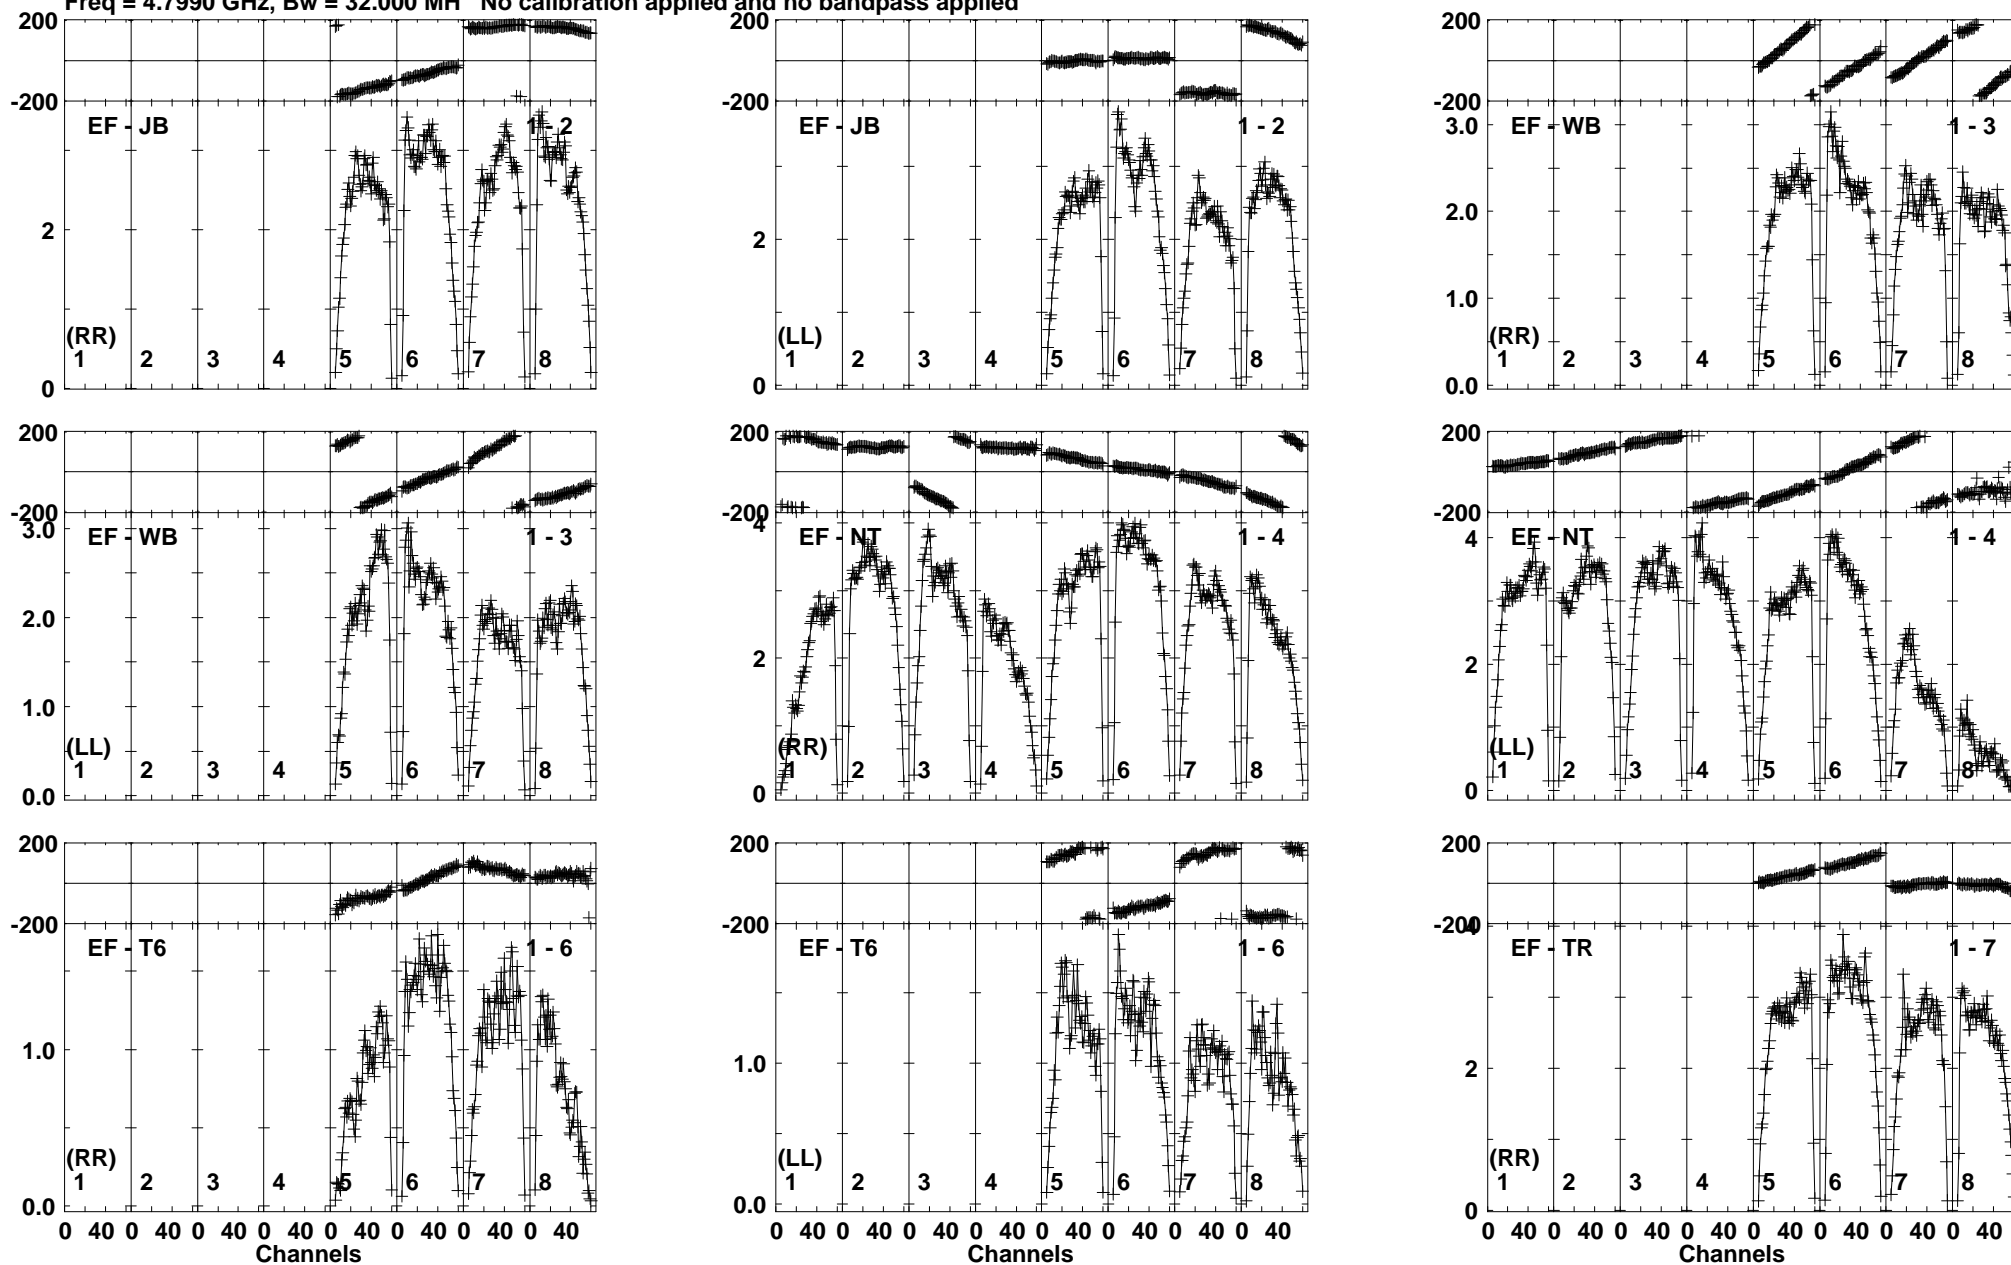 Freq = 4.7990 GHz, Bw = 32.000 MH No calibration applied and no bandpass applied
200 200 200
-200 -200 -200
EF - JB 1 - 2 EF - JB 1 - 2 3.0 EF - WB 1 - 3
2 2 2.0
1.0
(RR) (LL) (RR)
1 2 3 4 5 6 7 8 1 2 3 4 5 6 7 8 1 2 3 4 5 6 7 8
0 0 0.0
200 200 200
-200 -200 -200
3.0 EF - WB 1 - 3 4 EF - NT 1 - 4 4 EF - NT 1 - 4
2.0 2 2
1.0
(LL) (RR) (LL)
1 2 3 4 5 6 7 8 1 2 3 4 5 6 7 8 1 2 3 4 5 6 7 8
0.0 0 0
200 200 200
-200 -200 -200
4
EF - T6 1 - 6 EF - T6 1 - 6 EF - TR 1 - 7
1.0 1.0 2
(RR) (LL) (RR)
1 2 3 4 5 6 7 8 1 2 3 4 5 6 7 8 1 2 3 4 5 6 7 8
0.0 0.0 0
0 40 0 40 0 40 0 40 0 40 0 40 0 40 0 40 0 40 0 40 0 40 0 40 0 40 0 40 0 40 0 40 0 40 0 40 0 40 0 40 0 40 0 40 0 40 0 40
Channels Channels Channels